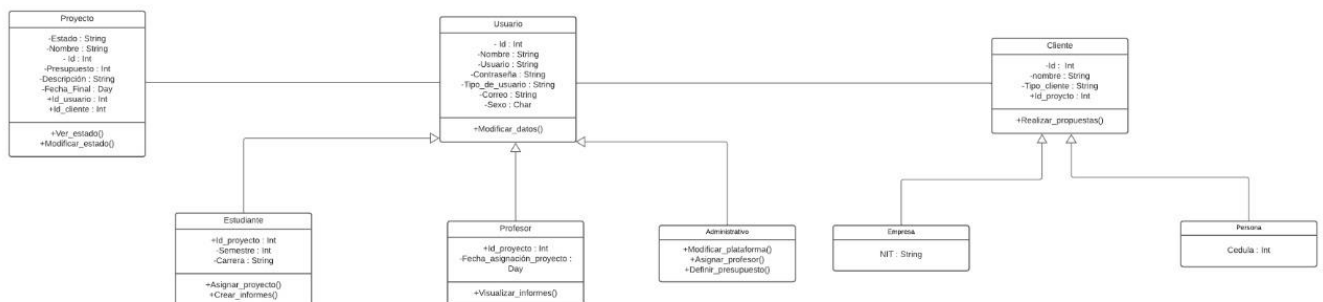 Proyecto
-Estado : String
-Nombre : String
- id : Int
-Presupuesto : Int
-Descripción : String
-Fecha_Final : Day
+Id_usuario : Int
+Id_cliente : Int
+Ver_estado()
+Modificar_estado()
Usuario
- Id : Int
-Nombre : String
-Usuario : String
-Contraseña : String
-Tipo_de_usuario : String
-Correo : String
-Sexo : Char
+Modificar_datos()
Cliente
-Id : Int
-nombre : String
-Tipo_cliente : String
+Id_proycto : Int
+Realizar_propuestas()
Estudiante
+Id_proyecto : Int
-Semestre : Int
-Carrera : String
+Asignar_proyecto()
+Crear_informes()
Profesor
+Id_proyecto : Int
-Fecha_asignación_proyecto :
Day
+Visualizar_informes()
Administrativo
+Modificar_plataforma()
+Asignar_profesor()
+Definir_presupuesto()
Empresa
NIT : String
Persona
Cedula : Int